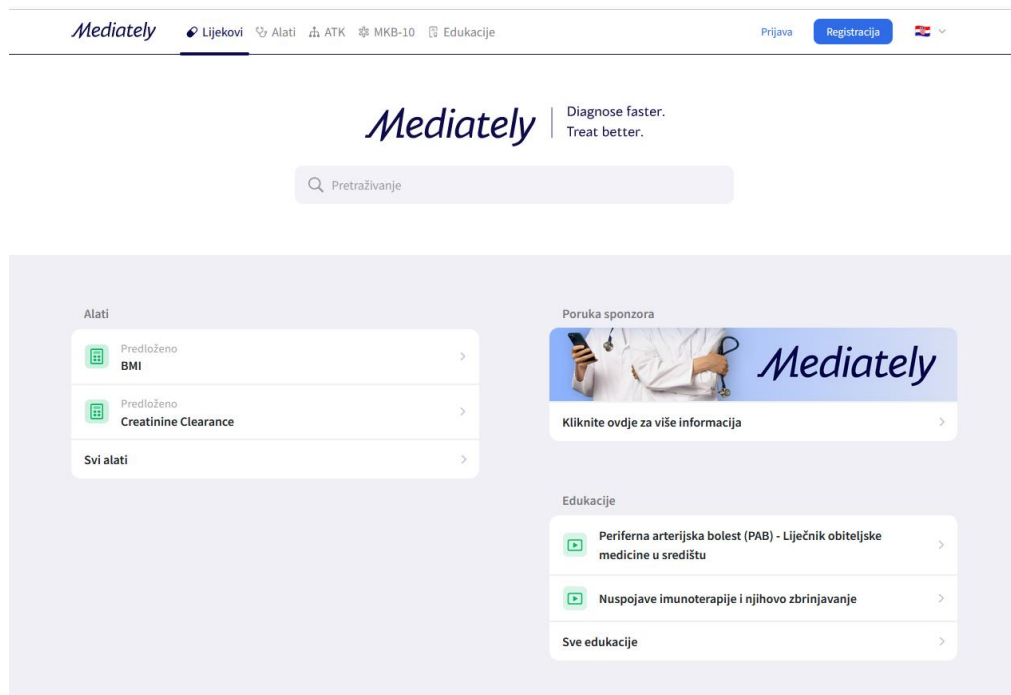 Mediately
Lijekovi
Alati
ATK
MKB-10
Edukacije
Prijava
Registracija
Mediately
Diagnose faster.
Treat better.
Pretraživanje
Alati
Predloženo
BMI
Predloženo
Creatinine Clearance
Svi alati
Poruka sponzora
Mediately
Kliknite ovdje za više informacija
Edukacije
Periferna arterijska bolest (PAB) - Liječnik obiteljske
medicine u središtu
Nuspojave imunoterapije i njihovo zbrinjavanje
Sve edukacije